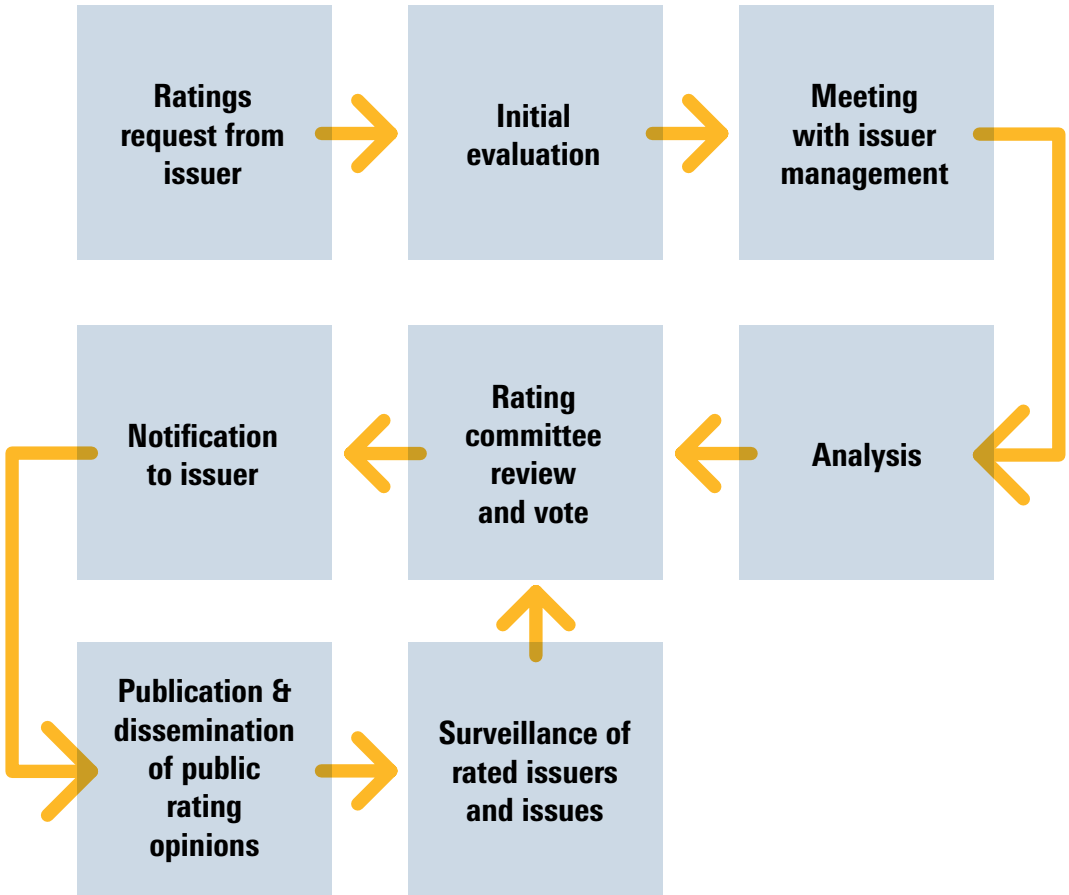 Ratings
request from
issuer
Initial
evaluation
Meeting
with issuer
management
Analysis
Rating
committee
review
and vote
Notification
to issuer
Publication &
dissemination
of public
rating
opinions
Surveillance of
rated issuers
and issues